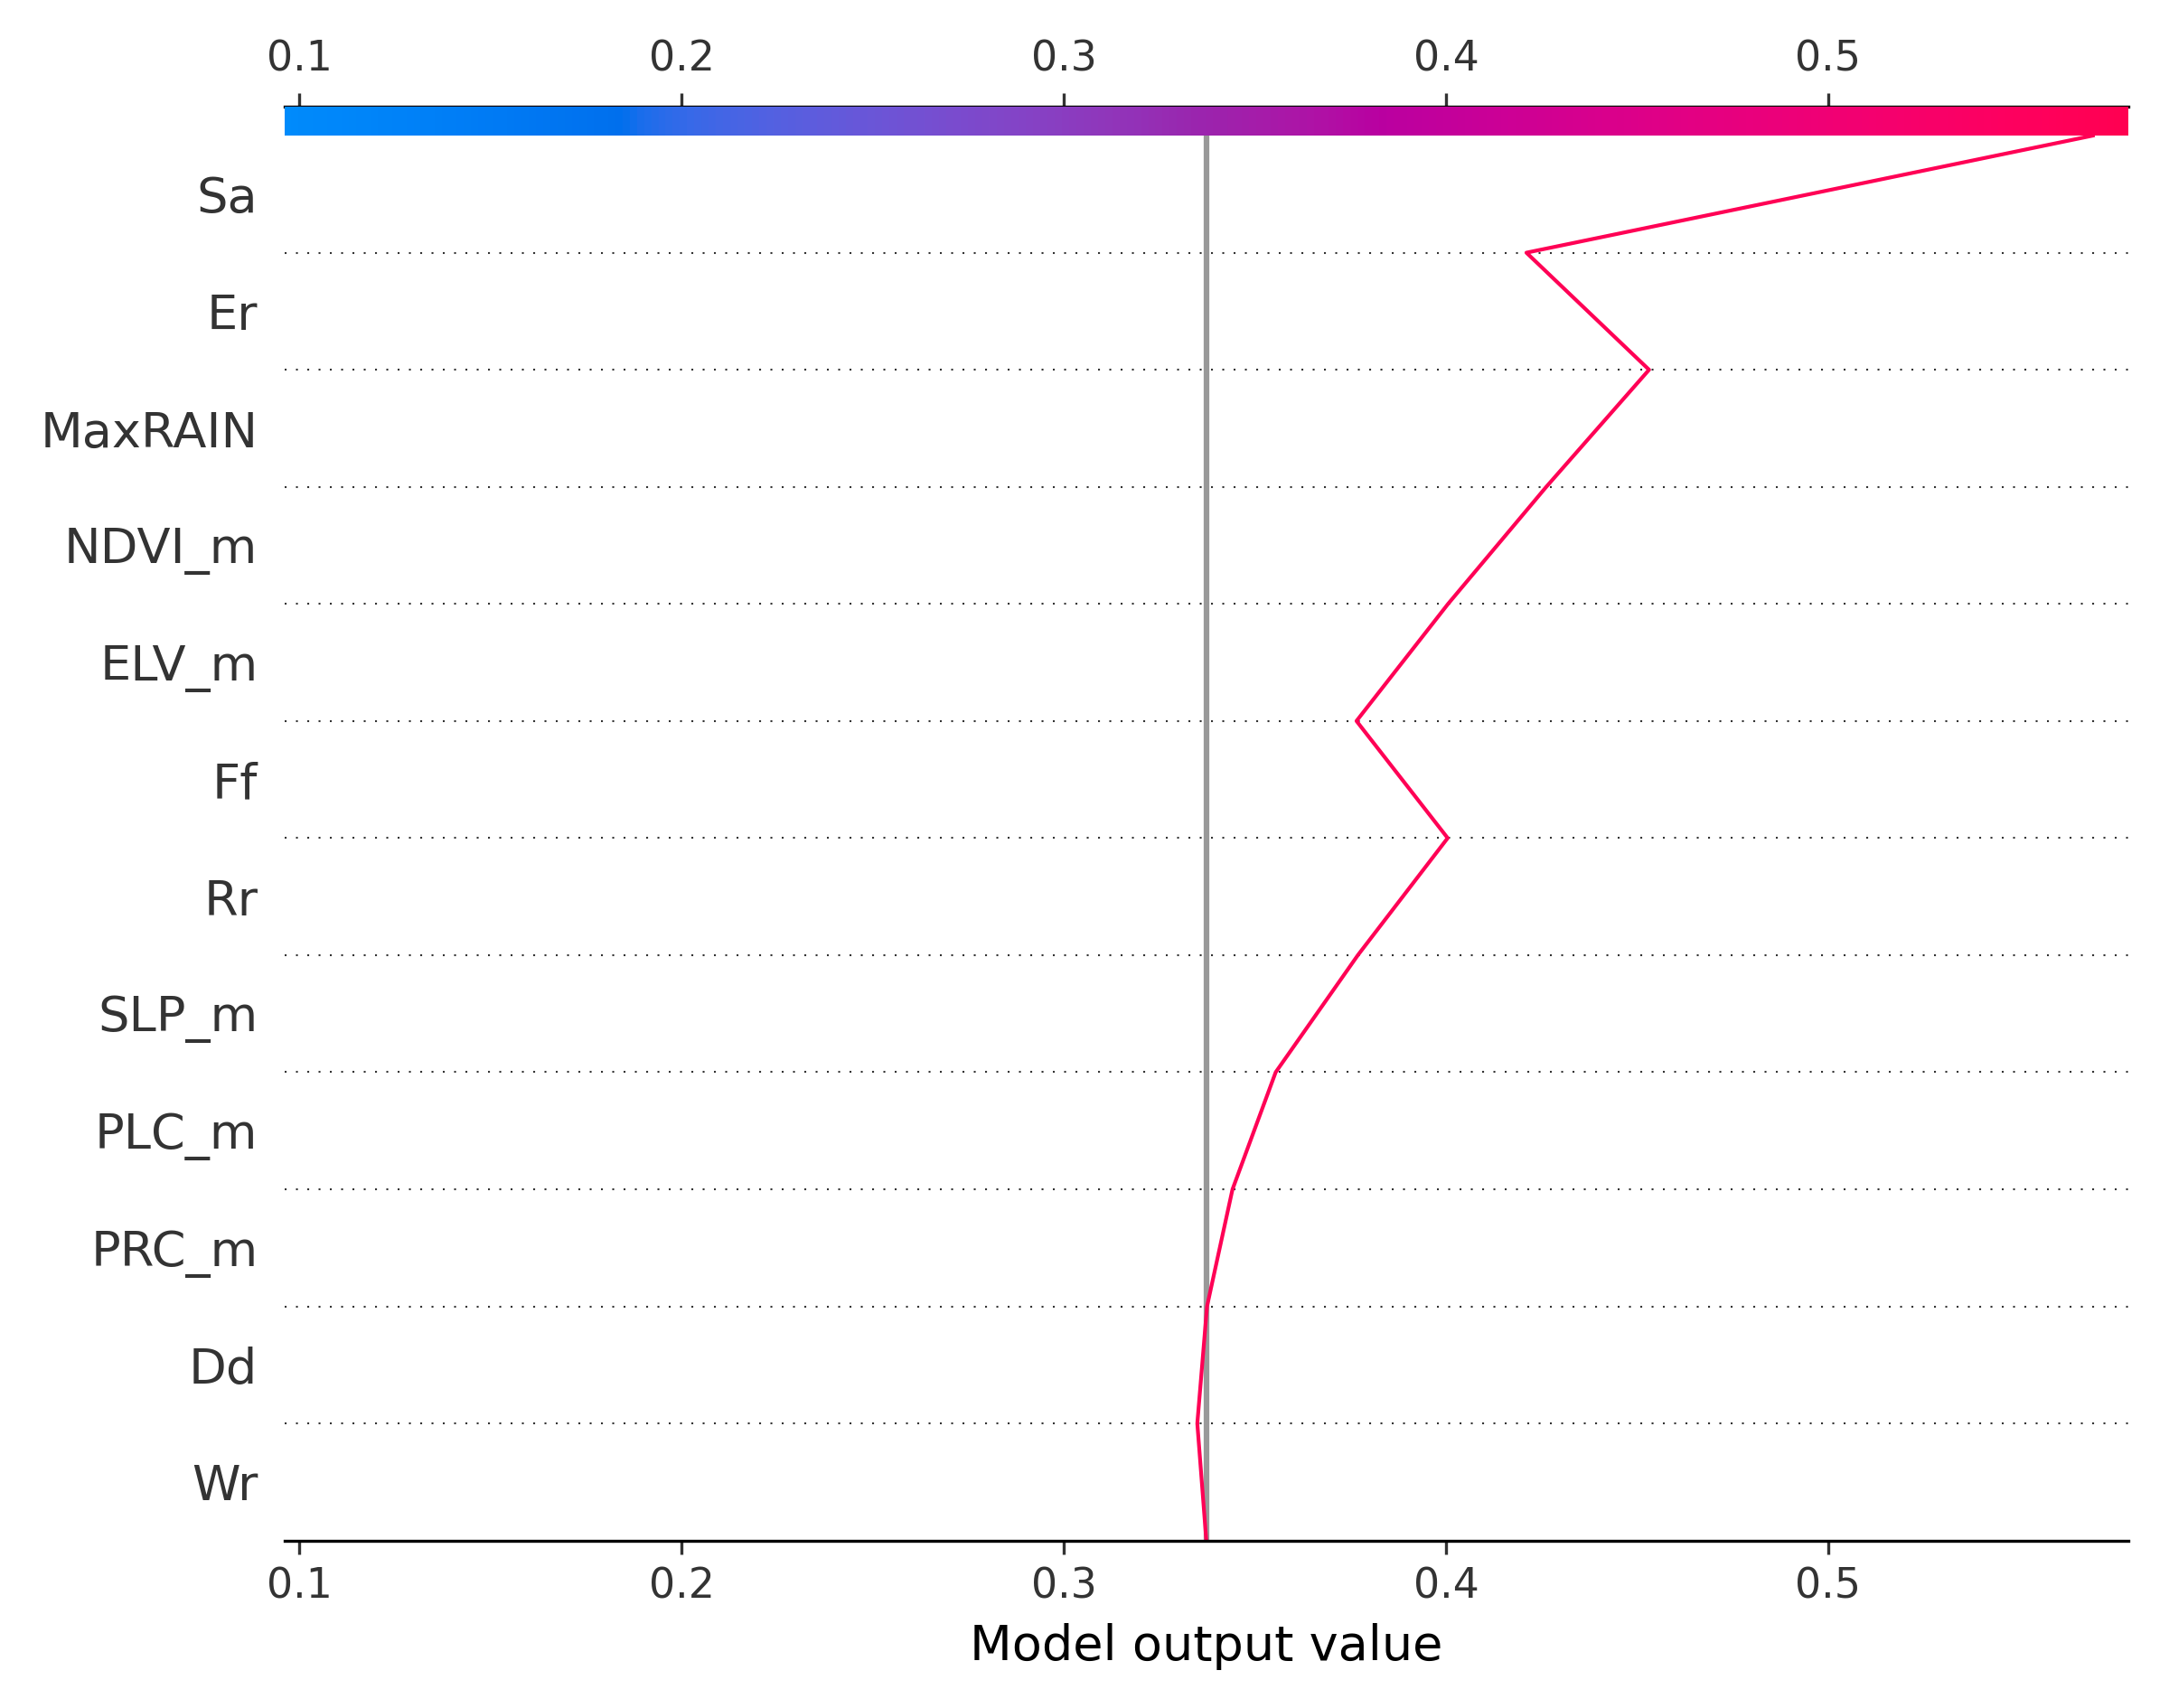 0.1 0.2 0.3 0.4 0.5
Sa
Er
MaxRAIN
NDVI_m
ELV_m
Ff
Rr
SLP_m
PLC_m
PRC_m
Dd
Wr
0.1 0.2 0.3 0.4 0.5
Model output value